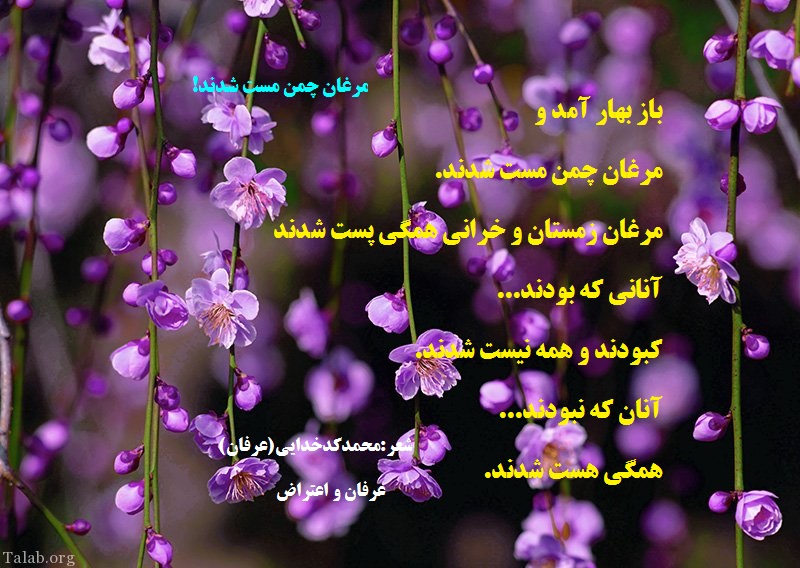 مرغان چمن مست شدند!
باز بهار آمد و
مرغان چمن مست شدند.
مرغان زمستان و خرانی همگی پست شدند
آنانی که بودند...
کبودند و همه نیست شدند.
آنان که نبودند...
همگی هست شدند.
شعر:محمدکدخدایی(عرفان)
عرفان و اعتراض
Talab.org